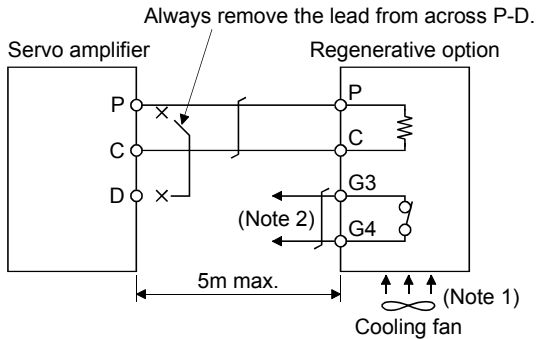 Always remove the lead from across P-D.
Servo amplifier
Regenerative option
P
P
C
C
D
G3
(Note 2)
G4
5m max.
(Note 1)
Cooling fan